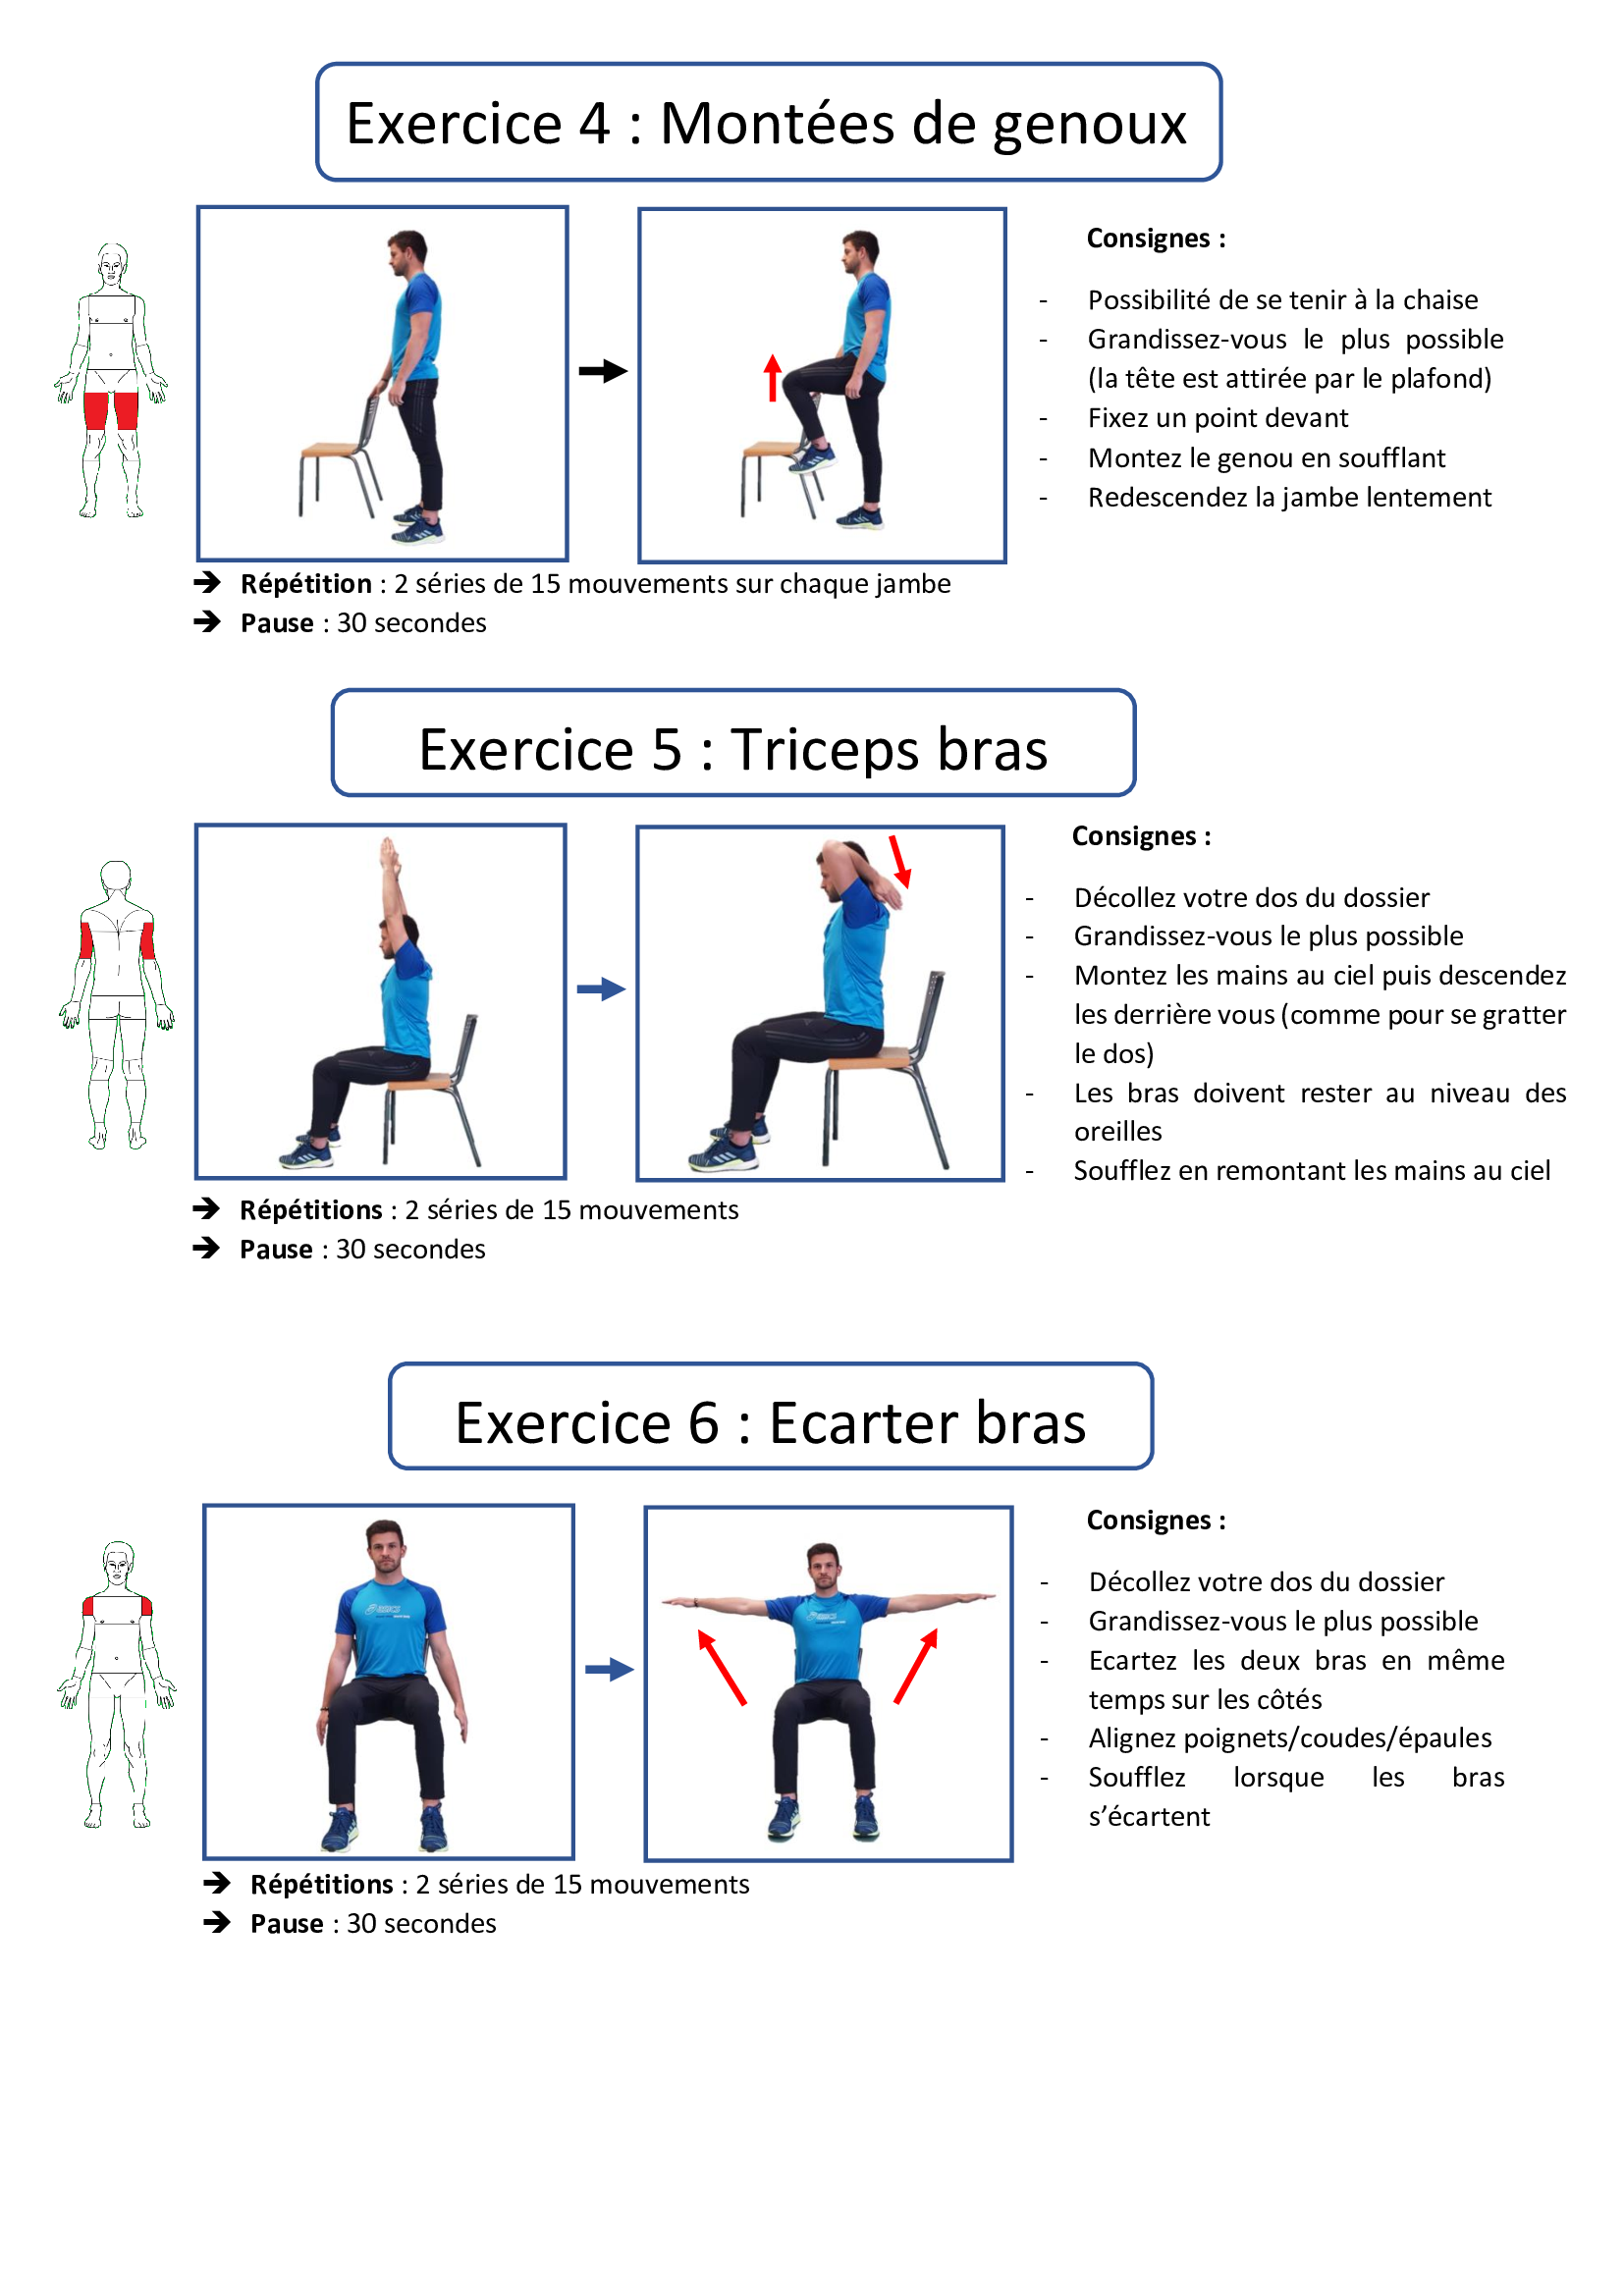 Exercice 4 : Montées de genoux
Consignes :
- Possibilité de se tenir à la chaise
- Grandissez-vous le plus possible
(la tête est attirée par le plafond)
- Fixez un point devant
- Montez le genou en soufflant
- Redescendez la jambe lentement
➔ Répétition : 2 séries de 15 mouvements sur chaque jambe
➔ Pause : 30 secondes
Exercice 5 : Triceps bras
Consignes :
- Décollez votre dos du dossier
- Grandissez-vous le plus possible
- Montez les mains au ciel puis descendez
les derrière vous (comme pour se gratter
le dos)
- Les bras doivent rester au niveau des
oreilles
- Soufflez en remontant les mains au ciel
➔ Répétitions : 2 séries de 15 mouvements
➔ Pause : 30 secondes
Exercice 6 : Ecarter bras
Consignes :
- Décollez votre dos du dossier
- Grandissez-vous le plus possible
- Ecartez les deux bras en même
temps sur les côtés
- Alignez poignets/coudes/épaules
- Soufflez lorsque les bras
s’écartent
➔ Répétitions : 2 séries de 15 mouvements
➔ Pause : 30 secondes